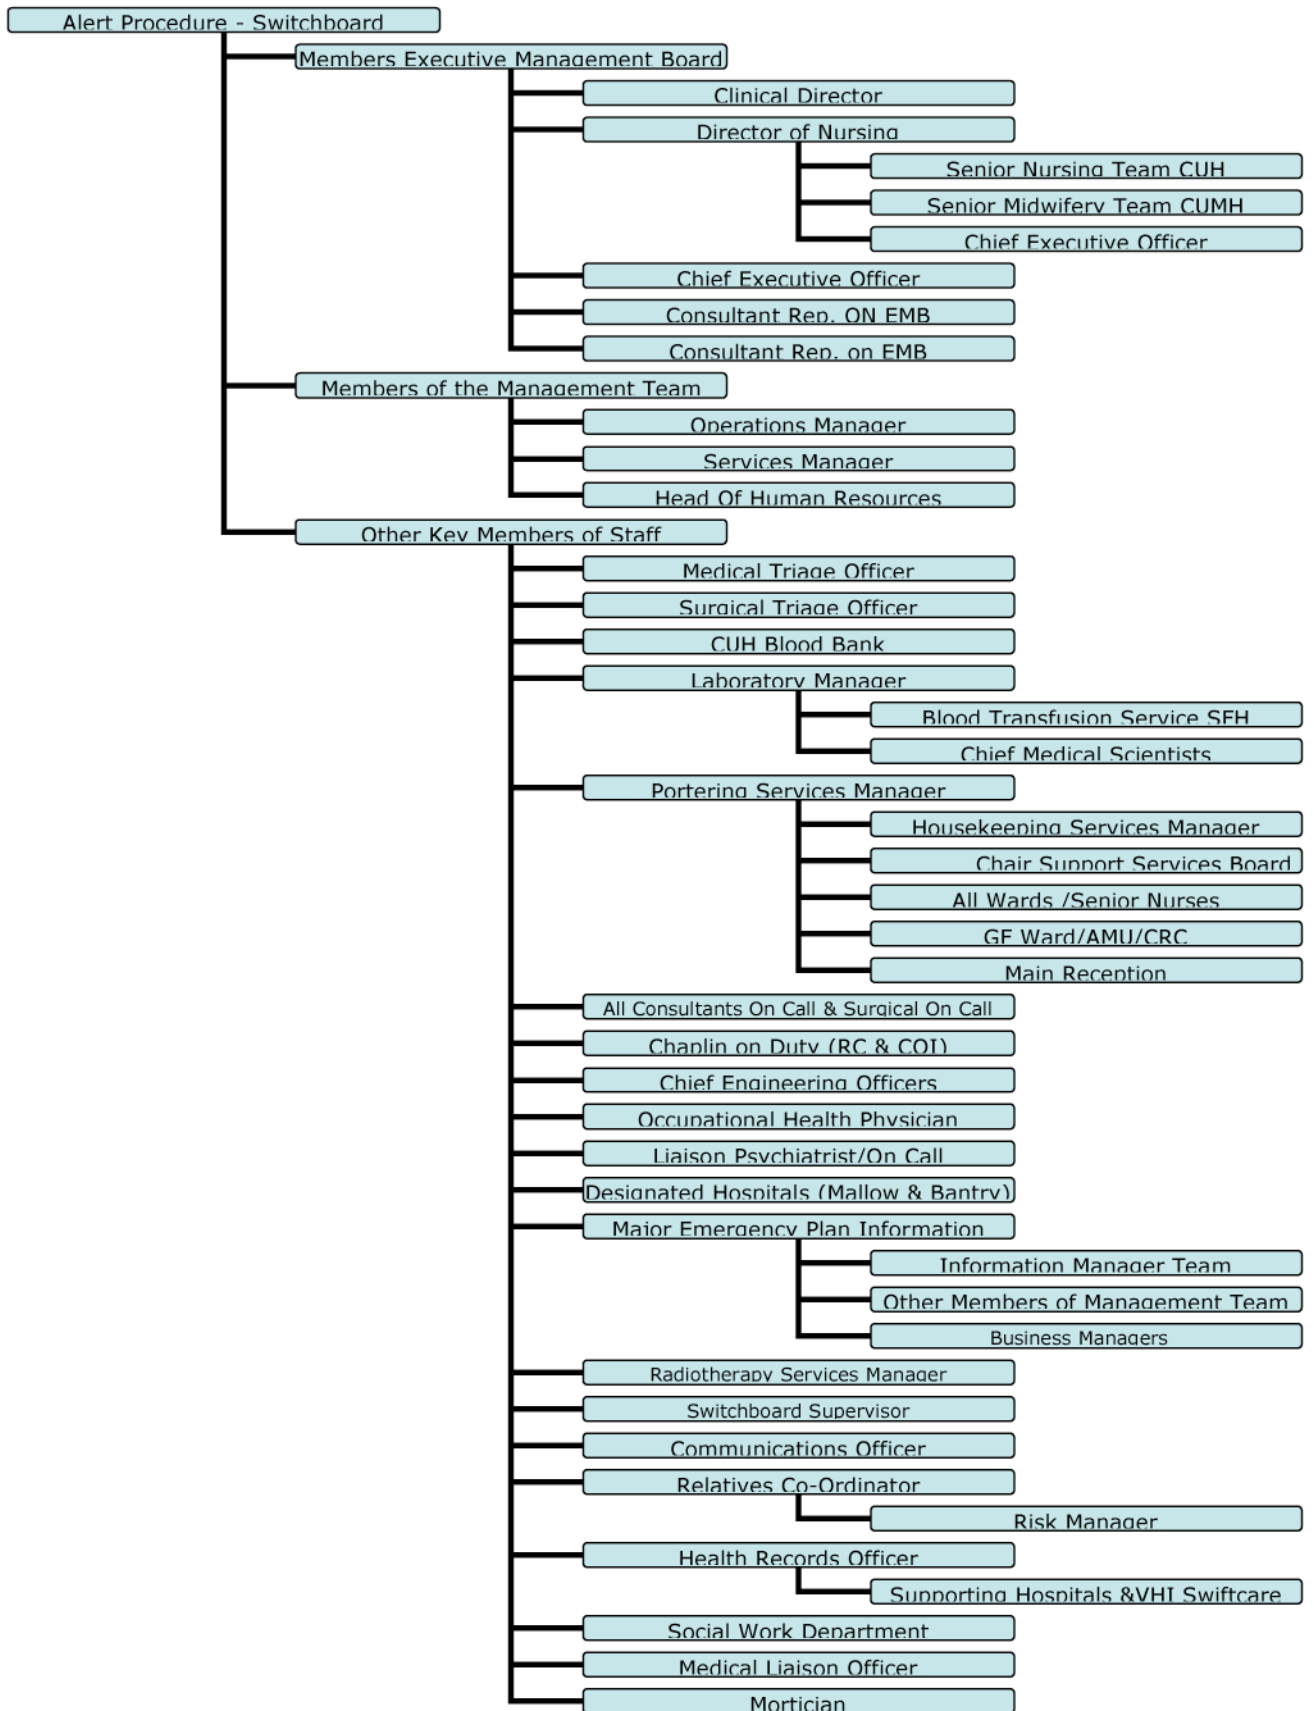 Alert Procedure - Switchboard
Members Executive Management Board
Clinical Director
Director of Nursing
Senior Nursing Team CUH
Senior Midwifery Team CUMH
Chief Executive Officer
Chief Executive Officer
Consultant Rep. ON EMB
Consultant Rep. on EMB
Members of the Management Team
Operations Manager
Services Manager
Head Of Human Resources
Other Key Members of Staff
Medical Triage Officer
Surgical Triage Officer
CUH Blood Bank
Laboratory Manager
Blood Transfusion Service SFH
Chief Medical Scientists
Portering Services Manager
Housekeeping Services Manager
Chair Support Services Board
All Wards /Senior Nurses
GF Ward/AMU/CRC
Main Reception
All Consultants On Call & Surgical On Call
Chaplin on Duty (RC & COI)
Chief Engineering Officers
Occupational Health Physician
Liaison Psychiatrist/On Call
Designated Hospitals (Mallow & Bantry)
Major Emergency Plan Information
Information Manager Team
Other Members of Management Team
Business Managers
Radiotherapy Services Manager
Switchboard Supervisor
Communications Officer
Relatives Co-Ordinator
Risk Manager
Health Records Officer
Supporting Hospitals &VHI Swiftcare
Social Work Department
Medical Liaison Officer
Mortician